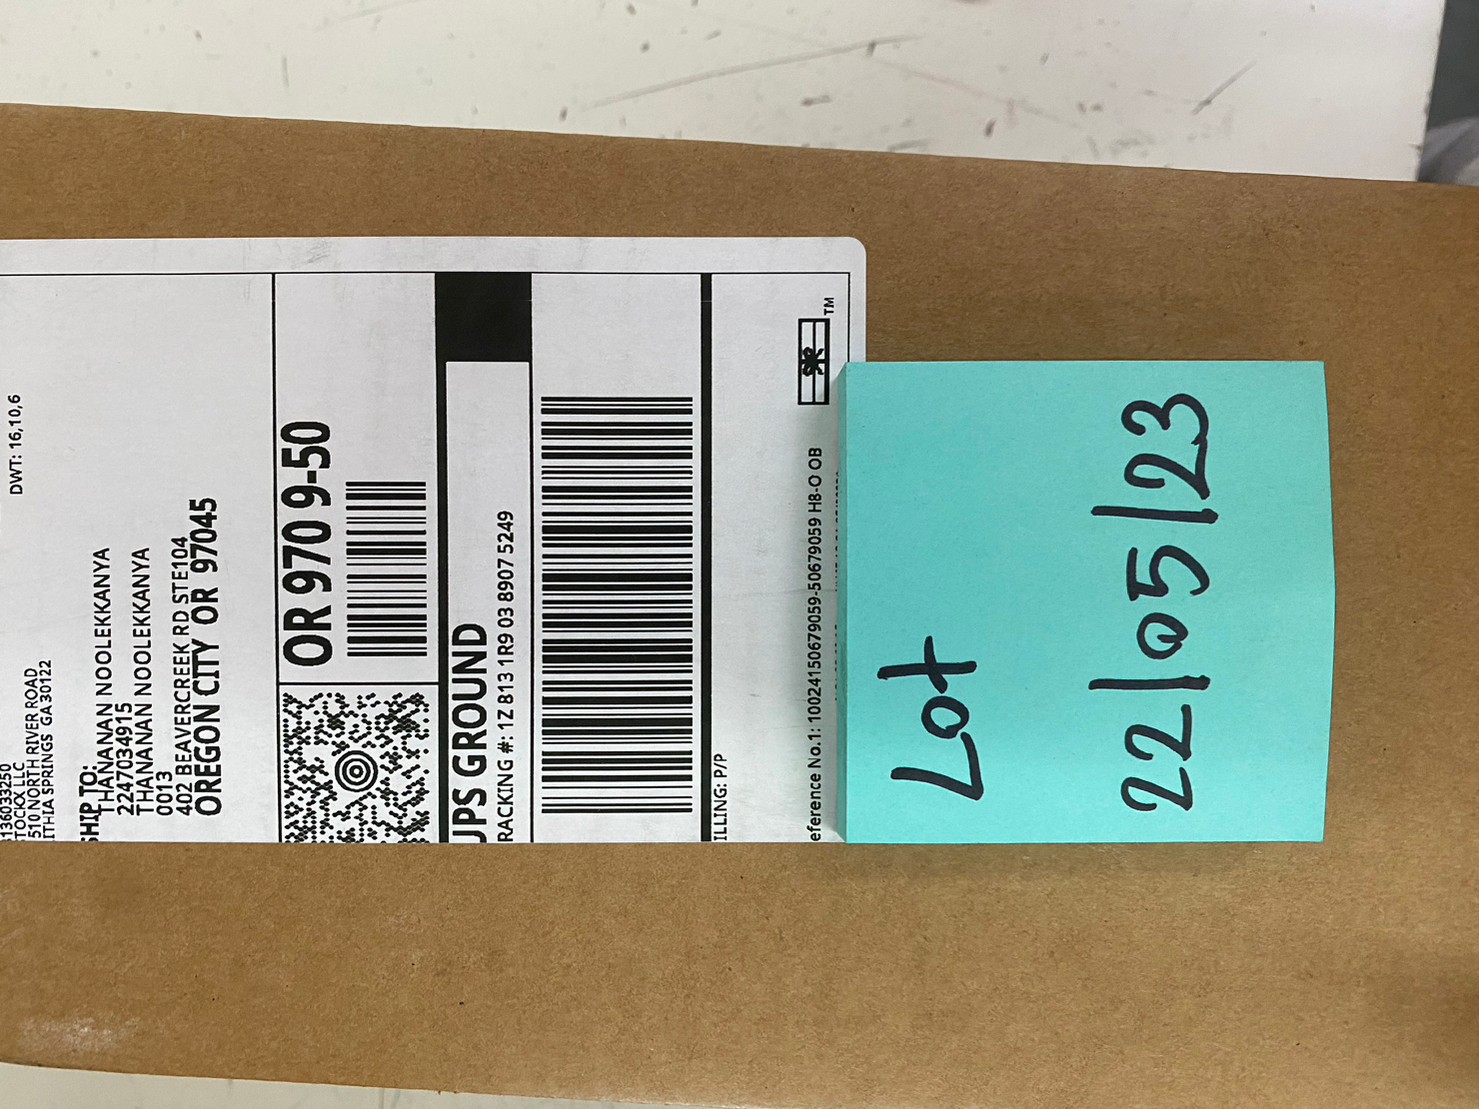 DWT: 16,10,6
136033250
TOCKX LLC
510 NORTH RIVER ROAD
ITHIA SPRINGS GA 30122
SHIP TO:
THANANAN NOOLEKKANYA
2247034915
THANANAN NOOLEKKANYA
0013
402 BEAVERCREEK RD STE104
OREGON CITY OR 97045
OR 970 9-50
UPS GROUND
RACKING #: 1Z 813 1R9 03 8907 5249
ILLING: P/P
eference No.1: 10024150679059-50679059 H8-O OB
TM
Lot
22/05/23